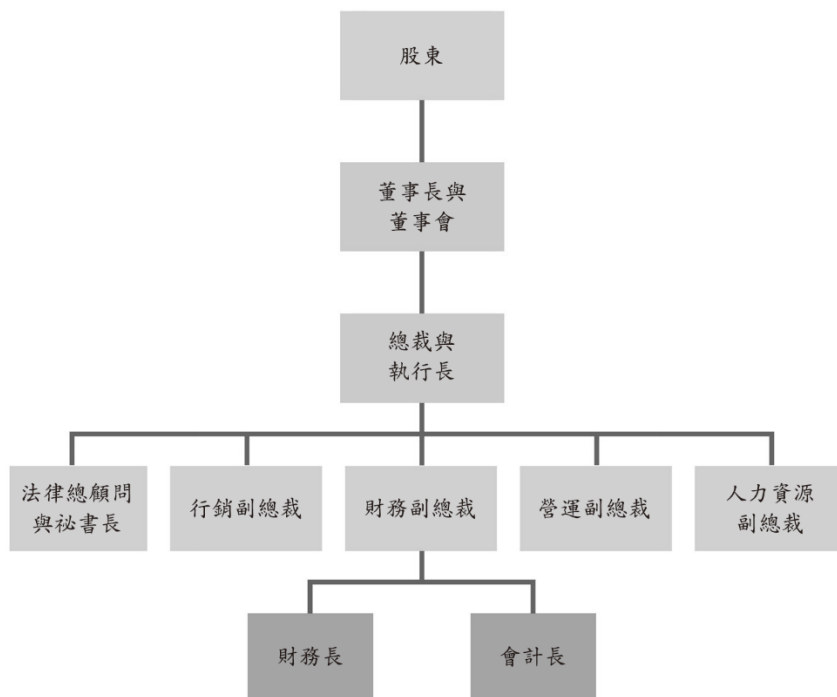 股東
董事長與
董事會
總裁與
執行長
法律總顧問
與祕書長
行銷副總裁
財務副總裁
營運副總裁
人力資源
副總裁
財務長
會計長